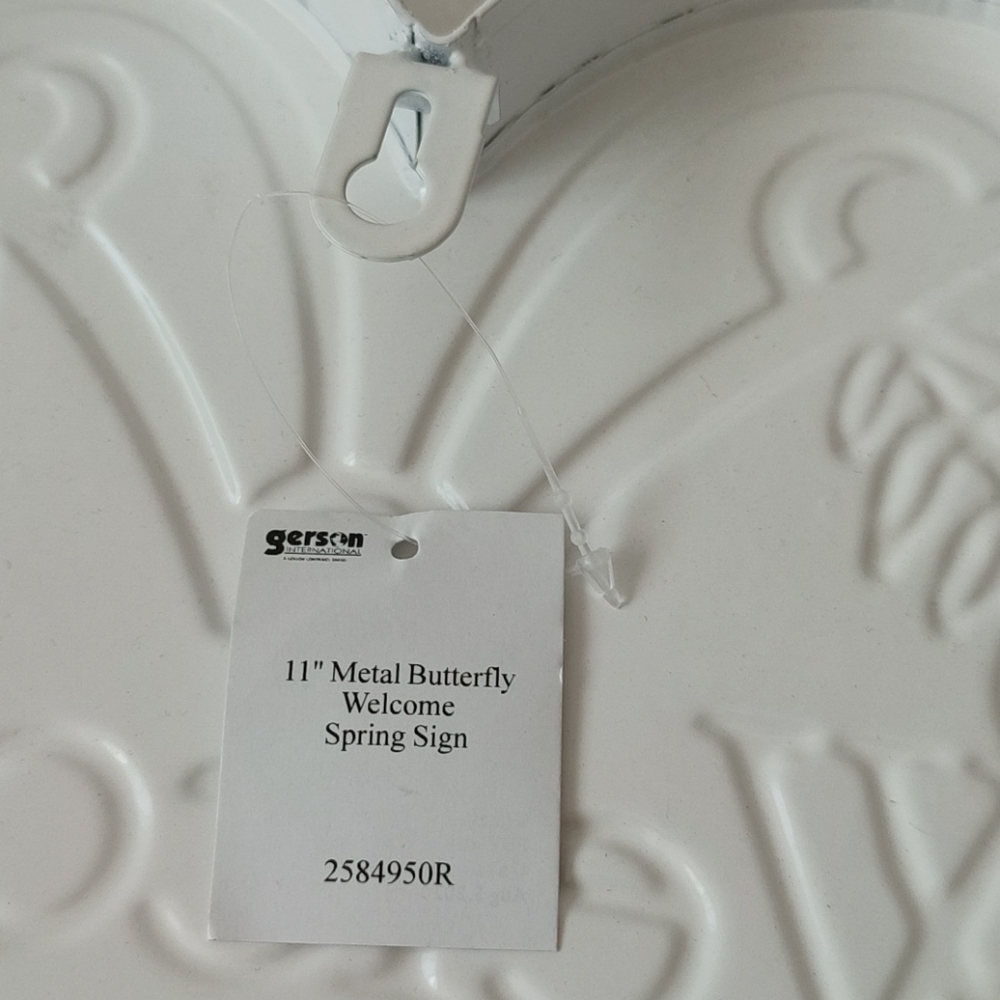 gerson
INTERNATIONAL
11" Metal Butterfly
Welcome
Spring Sign
2584950R